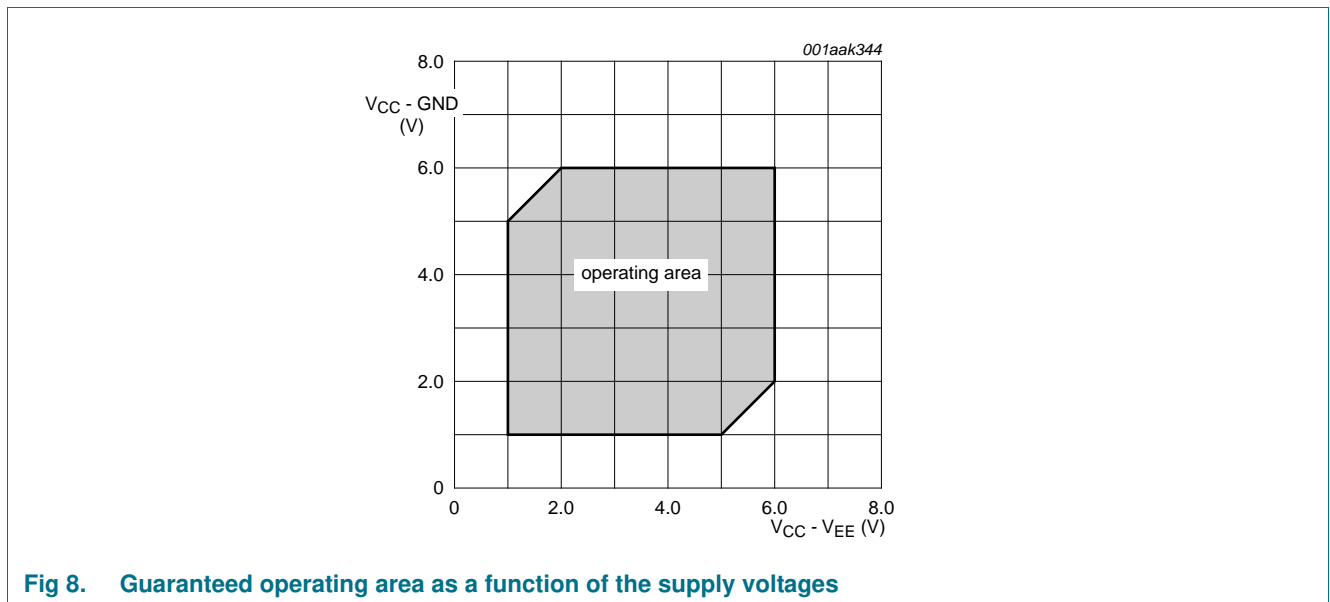 001aak344
8.0
VCC - GND
(V)
6.0
4.0
operating area
2.0
0
0 2.0 4.0 6.0 8.0
VCC - VEE (V)
Fig 8. Guaranteed operating area as a function of the supply voltages